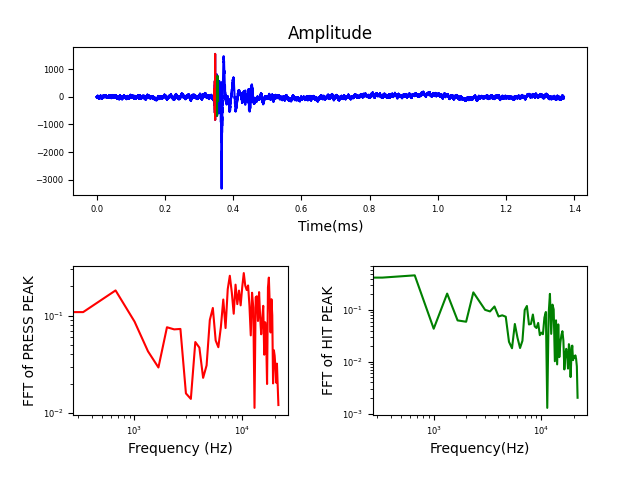 Amplitude
1000
0
−1000
−2000
−3000
0.0 0.2 0.4 0.6 0.8 1.0 1.2 1.4
Time(ms)
FFT of PRESS PEAK
10⁻¹
10⁻²
10³ 10⁴
Frequency (Hz)
FFT of HIT PEAK
10⁻¹
10⁻²
10⁻³
10³ 10⁴
Frequency(Hz)